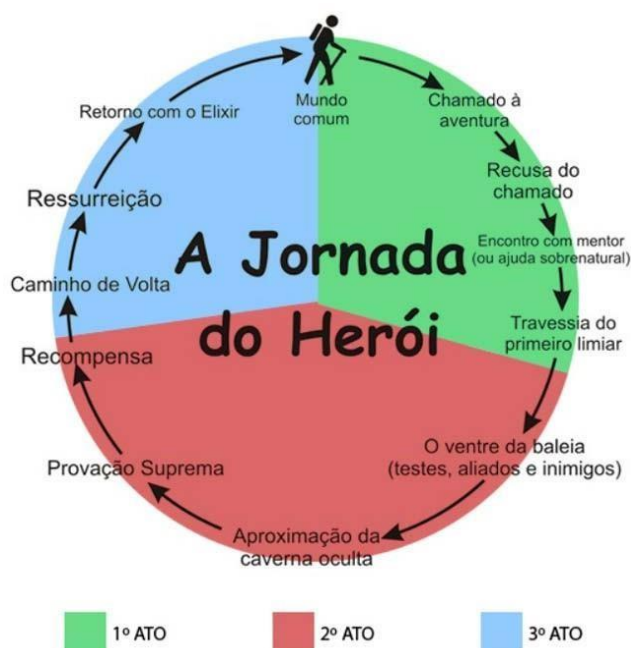 Mundo
comum
Chamado à
aventura
Recusa do
chamado
Encontro com mentor
(ou ajuda sobrenatural)
Travessia do
primeiro limiar
O ventre da baleia
(testes, aliados e inimigos)
Aproximação da
caverna oculta
Provação Suprema
Recompensa
Caminho de Volta
Ressurreição
Retorno com o Elixir
A Jornada
do Herói
1º ATO
2º ATO
3º ATO